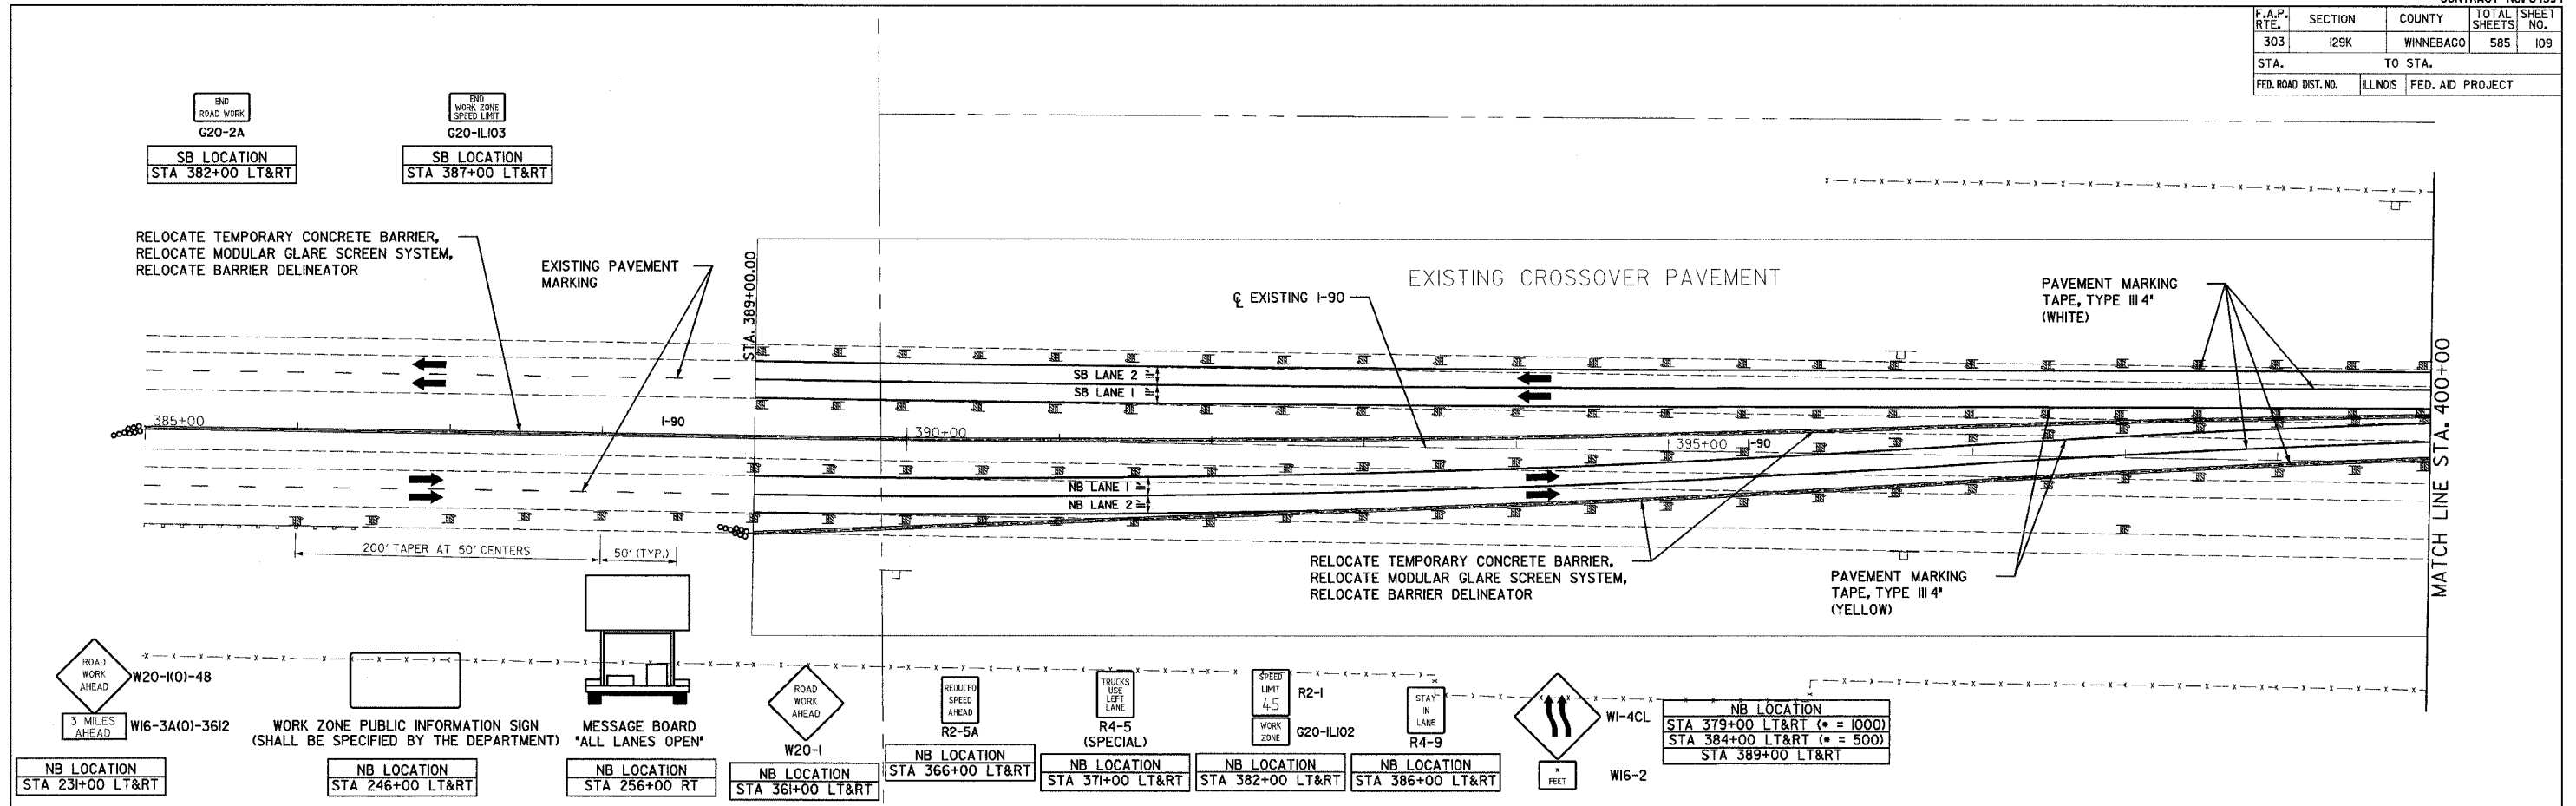 F.A.P. RTE. SECTION COUNTY TOTAL SHEETS SHEET NO.
303 129K WINNEBAGO 585 109
STA. TO STA.
FED. ROAD DIST. NO. ILLINOIS FED. AID PROJECT
END
ROAD WORK
G20-2A
SB LOCATION
STA 382+00 LT&RT
END
WORK ZONE
SPEED LIMIT
G20-IL103
SB LOCATION
STA 387+00 LT&RT
RELOCATE TEMPORARY CONCRETE BARRIER,
RELOCATE MODULAR GLARE SCREEN SYSTEM,
RELOCATE BARRIER DELINEATOR
EXISTING PAVEMENT
MARKING
STA. 389+00.00
℄ EXISTING I-90
EXISTING CROSSOVER PAVEMENT
PAVEMENT MARKING
TAPE, TYPE III 4"
(WHITE)
SB LANE 2
SB LANE 1
385+00
I-90
390+00
395+00
I-90
NB LANE 1
NB LANE 2
MATCH LINE STA. 400+00
200' TAPER AT 50' CENTERS
50' (TYP.)
RELOCATE TEMPORARY CONCRETE BARRIER,
RELOCATE MODULAR GLARE SCREEN SYSTEM,
RELOCATE BARRIER DELINEATOR
PAVEMENT MARKING
TAPE, TYPE III 4"
(YELLOW)
ROAD
WORK
AHEAD
W20-1(O)-48
3 MILES
AHEAD
W16-3A(O)-3612
NB LOCATION
STA 231+00 LT&RT
WORK ZONE PUBLIC INFORMATION SIGN
(SHALL BE SPECIFIED BY THE DEPARTMENT)
NB LOCATION
STA 246+00 LT&RT
MESSAGE BOARD
"ALL LANES OPEN"
NB LOCATION
STA 256+00 RT
ROAD
WORK
AHEAD
W20-1
NB LOCATION
STA 361+00 LT&RT
REDUCED
SPEED
AHEAD
R2-5A
NB LOCATION
STA 366+00 LT&RT
TRUCKS
USE
LEFT
LANE
R4-5
(SPECIAL)
NB LOCATION
STA 371+00 LT&RT
SPEED
LIMIT
45
R2-1
WORK
ZONE
G20-IL102
NB LOCATION
STA 382+00 LT&RT
STAY
IN
LANE
R4-9
NB LOCATION
STA 386+00 LT&RT
W1-4CL
*
FEET
W16-2
NB LOCATION
STA 379+00 LT&RT (* = 1000)
STA 384+00 LT&RT (* = 500)
STA 389+00 LT&RT